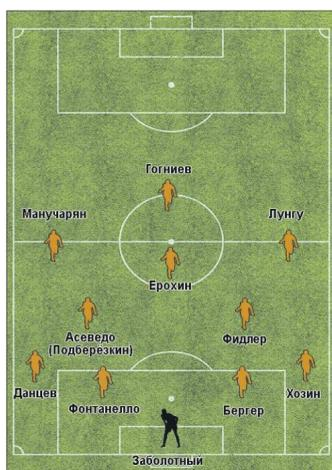 Гогниев
Манучарян
Лунгу
Ерохин
Асеведо
(Подберезкин)
Фидлер
Данцев
Фонтанелло
Бергер
Хозин
Заболотный